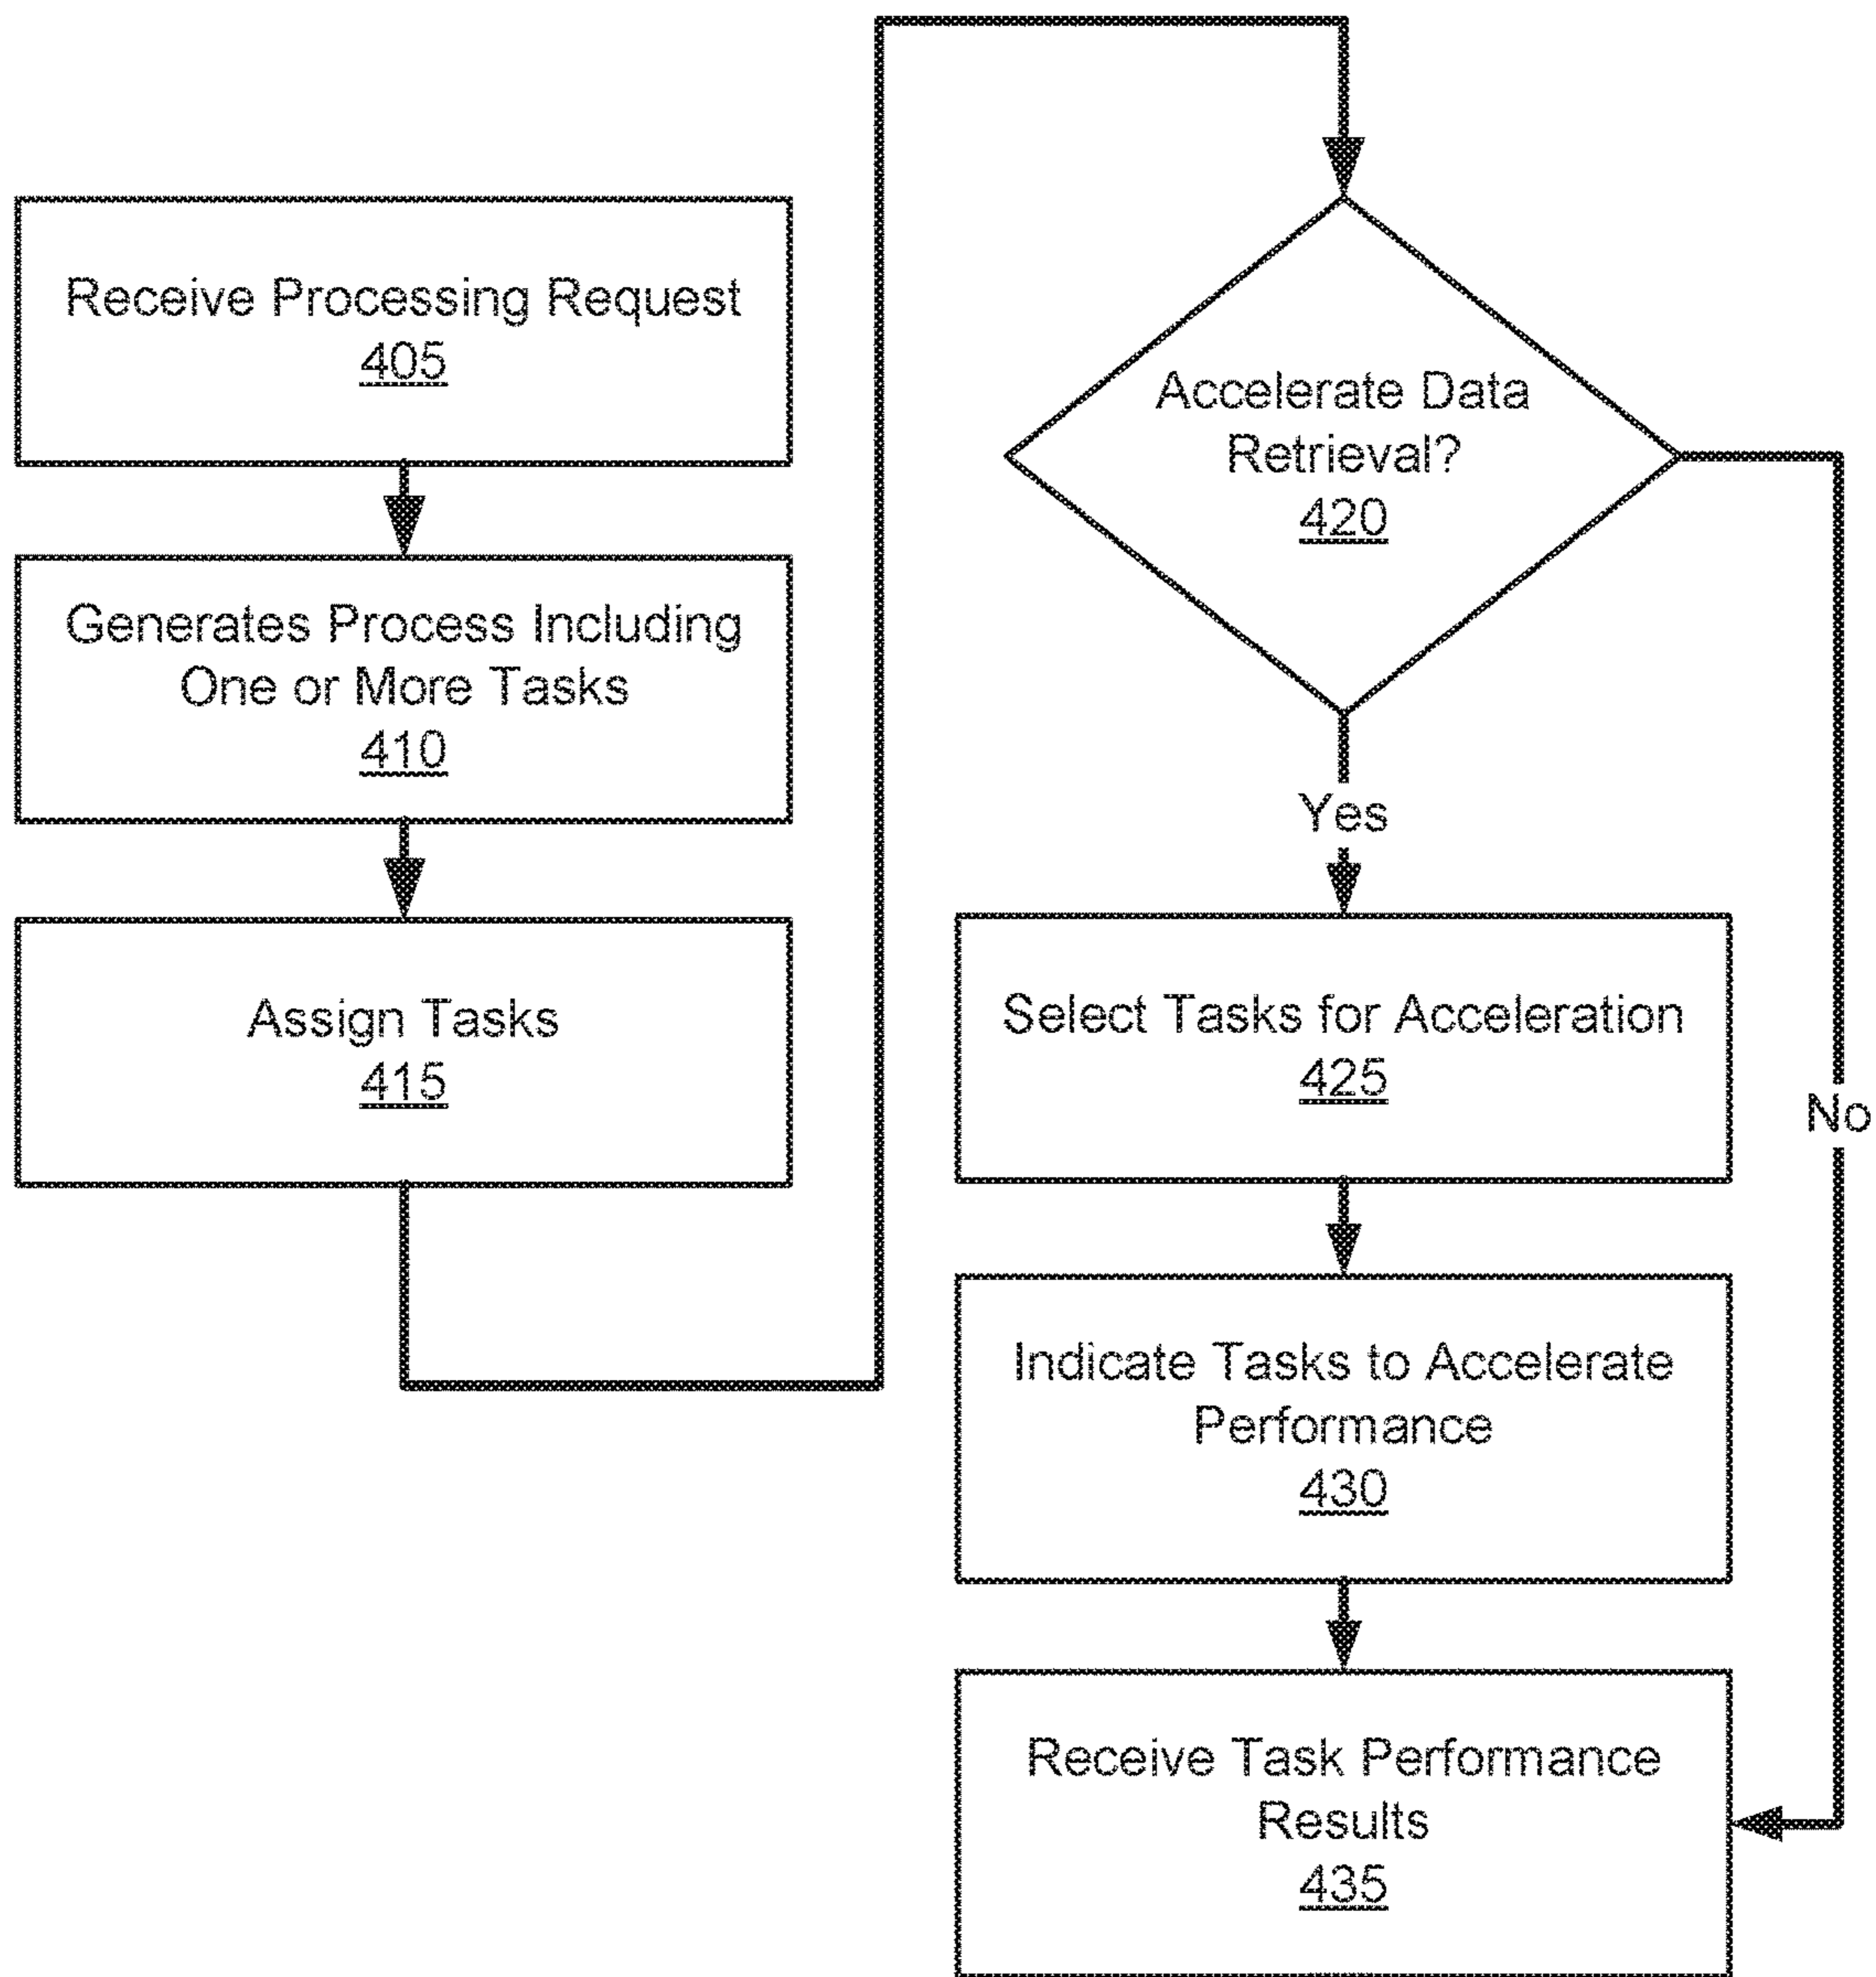 Receive Processing Request
405
Generates Process Including
One or More Tasks
410
Assign Tasks
415
Accelerate Data
Retrieval?
420
Yes
No
Select Tasks for Acceleration
425
Indicate Tasks to Accelerate
Performance
430
Receive Task Performance
Results
435